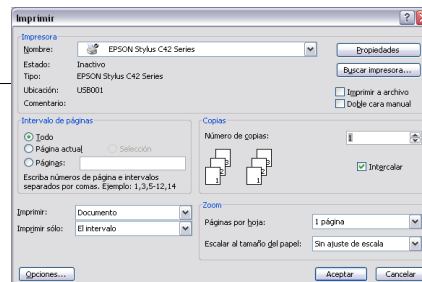 Imprimir
Impresora
Nombre: EPSON Stylus C42 Series
Propiedades
Estado: Inactivo
Tipo: EPSON Stylus C42 Series
Buscar impresora...
Ubicación: USB001
Imprimir a archivo
Comentario:
Doble cara manual
Intervalo de páginas
Todo
Página actual
Selección
Páginas:
Escriba números de página e intervalos
separados por comas. Ejemplo: 1,3,5-12,14
Copias
Número de copias: 1
Intercalar
Imprimir: Documento
Imprimir sólo: El intervalo
Zoom
Páginas por hoja: 1 página
Escalar al tamaño del papel: Sin ajuste de escala
Opciones...
Aceptar
Cancelar